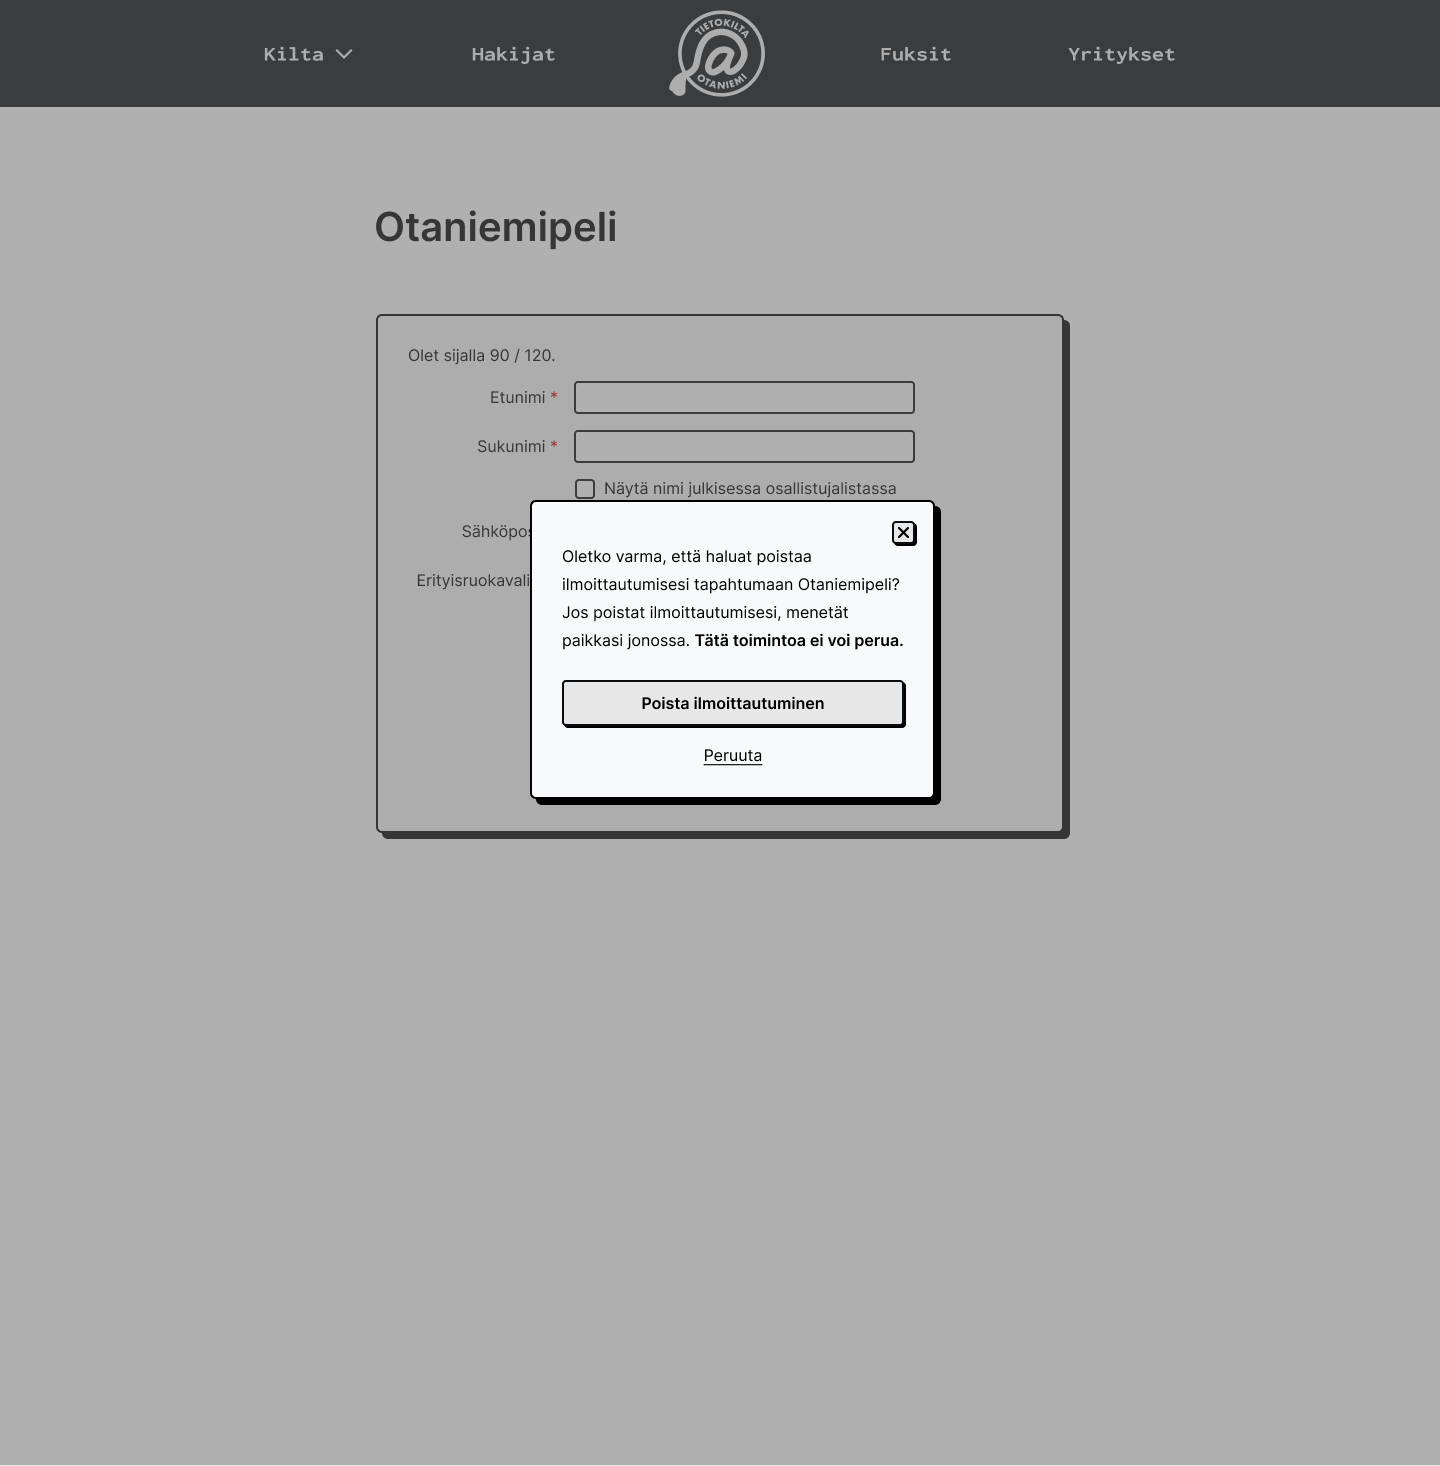 Kilta
Hakijat
TIETOKILTA
OTANIEMI
Fuksit
Yritykset
Otaniemipeli
Olet sijalla 90 / 120.
Etunimi *
Sukunimi *
Näytä nimi julkisessa osallistujalistassa
Oletko varma, että haluat poistaa
ilmoittautumisesi tapahtumaan Otaniemipeli?
Jos poistat ilmoittautumisesi, menetät
paikkasi jonossa. Tätä toimintoa ei voi perua.
Poista ilmoittautuminen
Peruuta